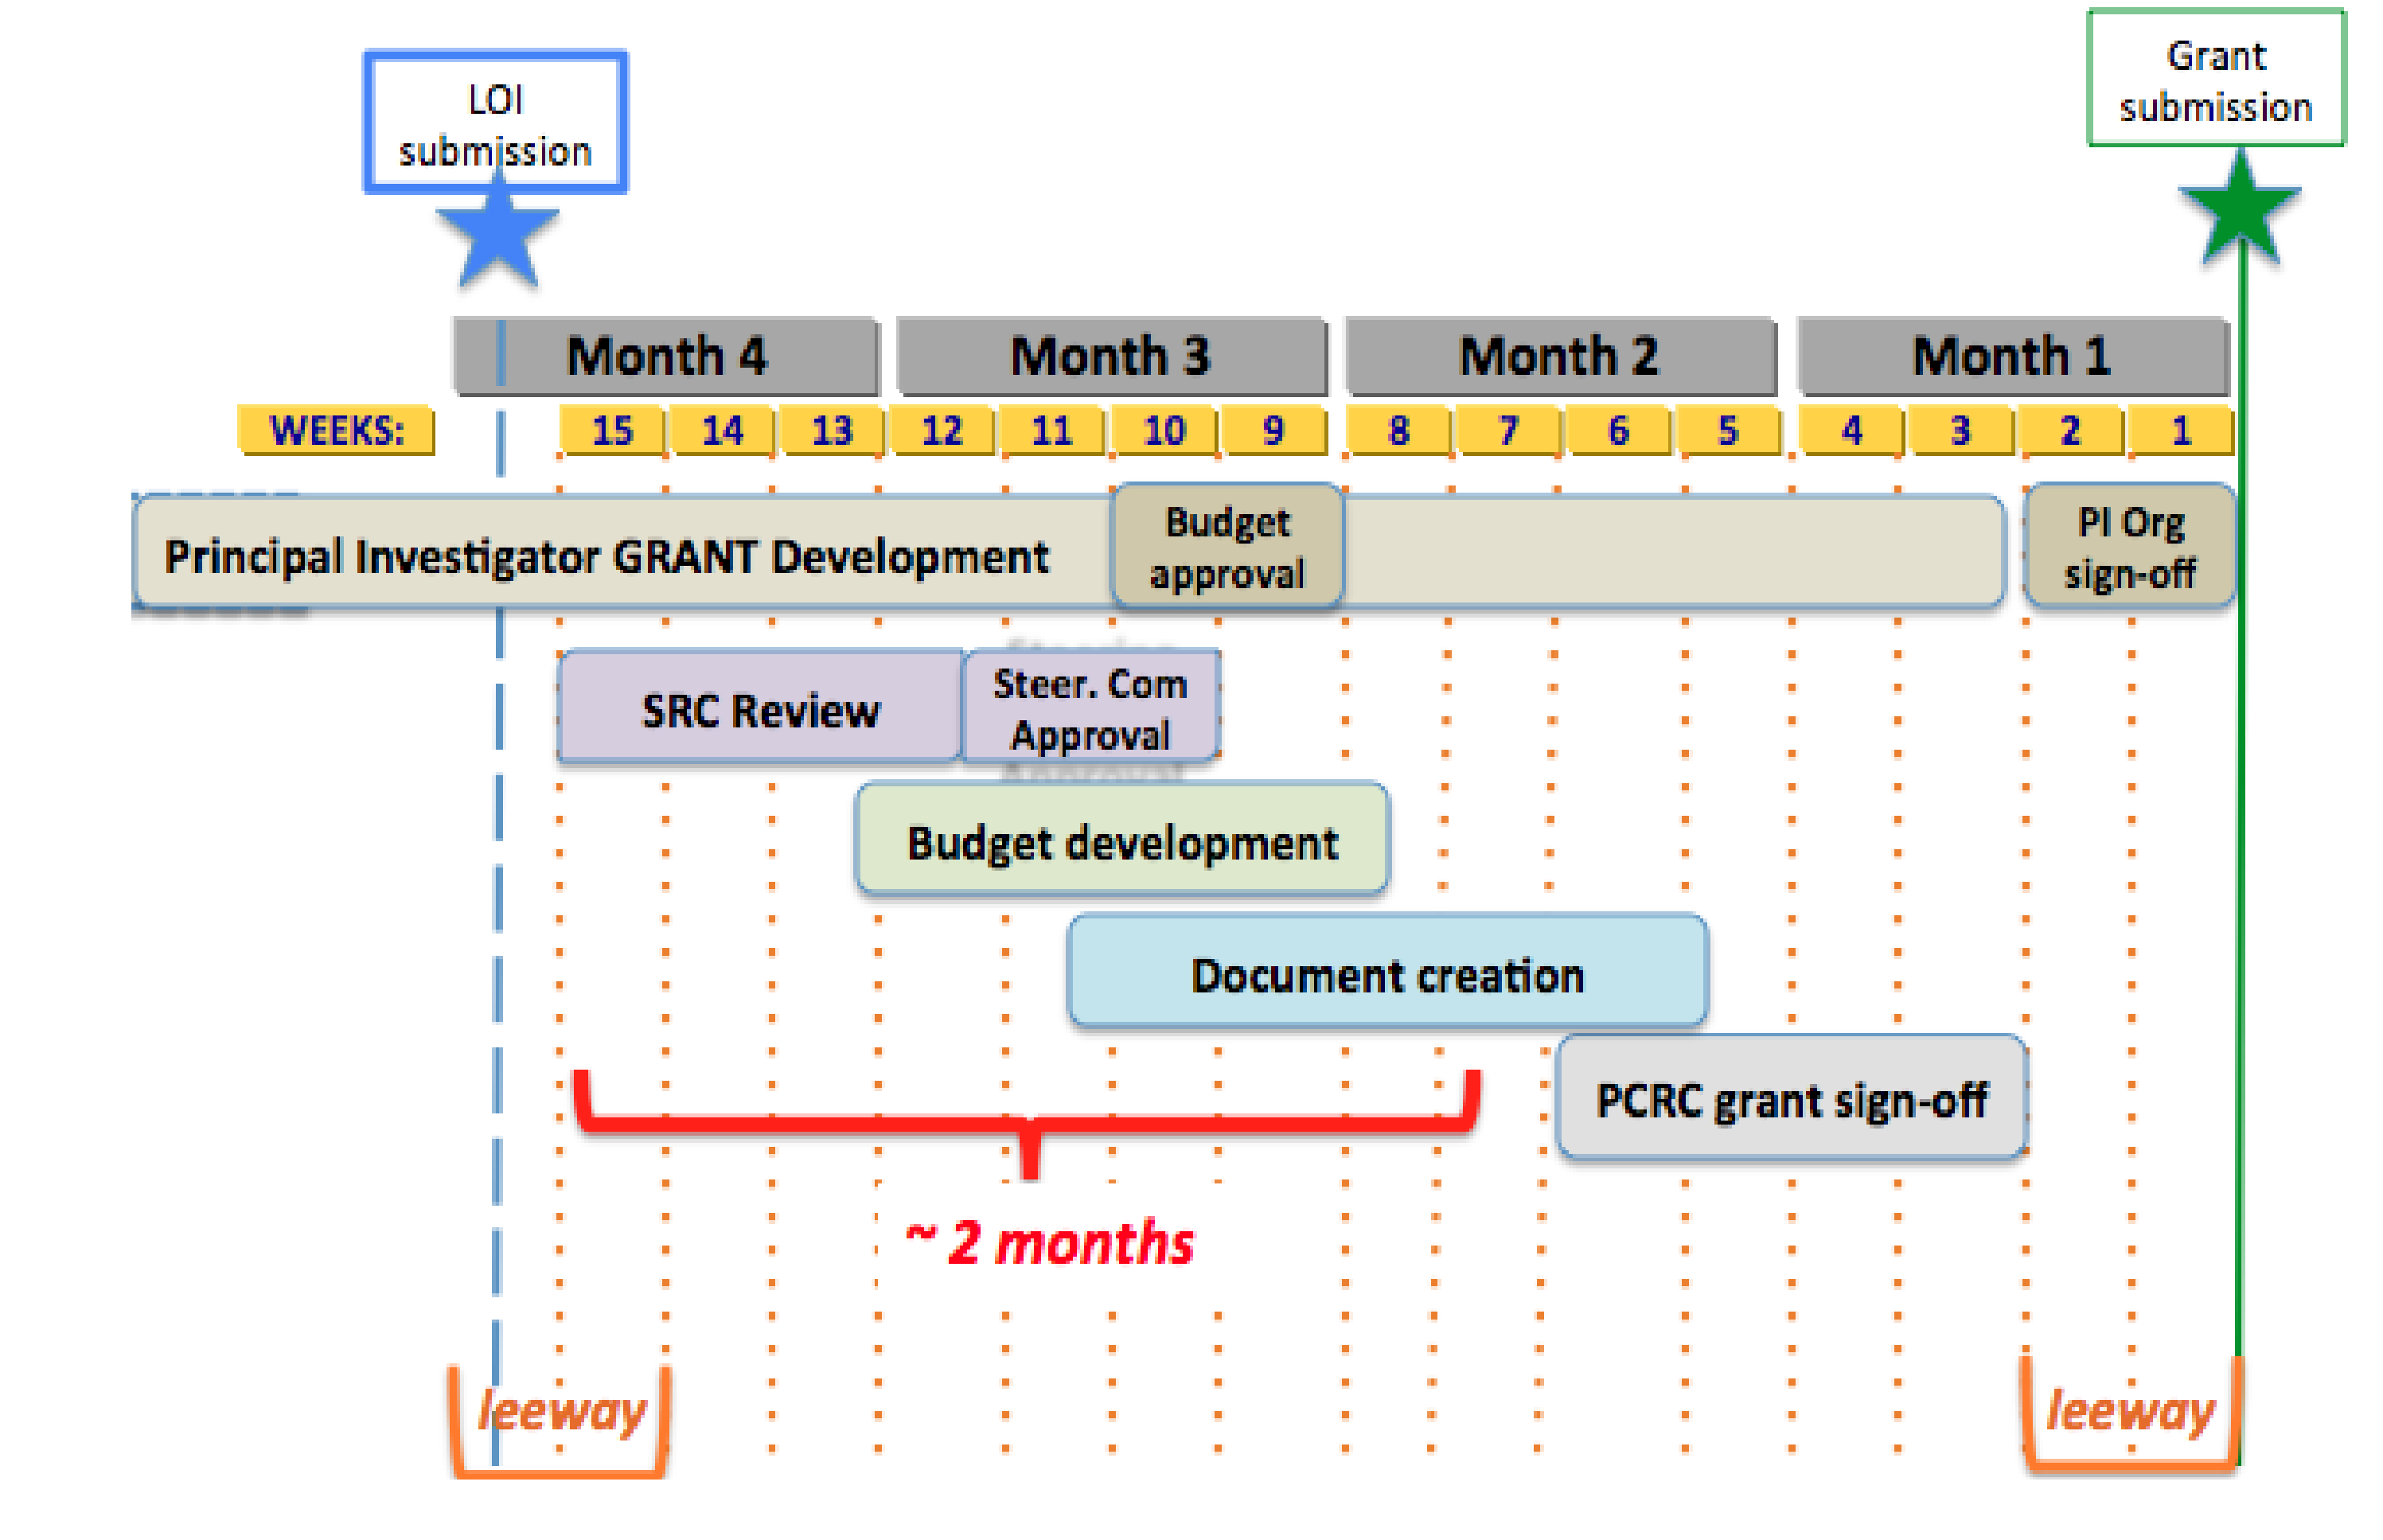 LOI
submission
Grant
submission
Month 4
Month 3
Month 2
Month 1
WEEKS:
15
14
13
12
11
10
9
8
7
6
5
4
3
2
1
Principal Investigator GRANT Development
Budget
approval
PI Org
sign-off
SRC Review
Steer. Com
Approval
Budget development
Document creation
PCRC grant sign-off
~ 2 months
leeway
leeway